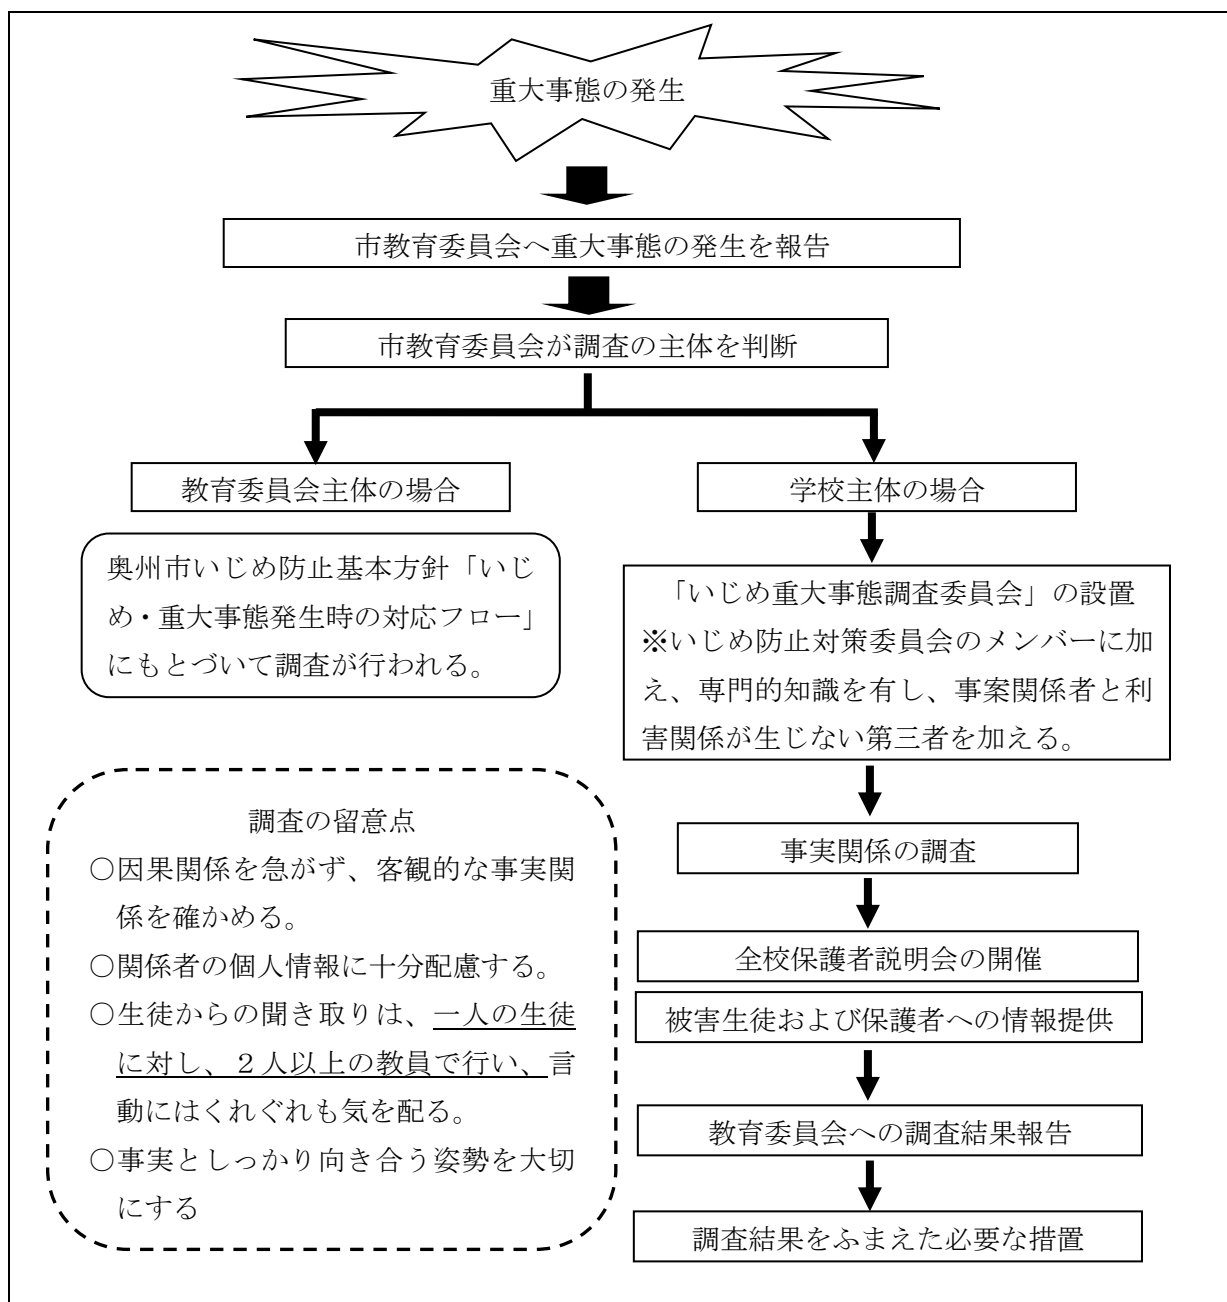 重大事態の発生
市教育委員会へ重大事態の発生を報告
市教育委員会が調査の主体を判断
教育委員会主体の場合
奥州市いじめ防止基本方針「いじ
め・重大事態発生時の対応フロー」
にもとづいて調査が行われる。
学校主体の場合
「いじめ重大事態調査委員会」の設置
※いじめ防止対策委員会のメンバーに加
え、専門的知識を有し、事案関係者と利
害関係が生じない第三者を加える。
事実関係の調査
全校保護者説明会の開催
被害生徒および保護者への情報提供
教育委員会への調査結果報告
調査結果をふまえた必要な措置
調査の留意点
○因果関係を急がず、客観的な事実関
係を確かめる。
○関係者の個人情報に十分配慮する。
○生徒からの聞き取りは、一人の生徒
に対し、２人以上の教員で行い、言
動にはくれぐれも気を配る。
○事実としっかり向き合う姿勢を大切
にする